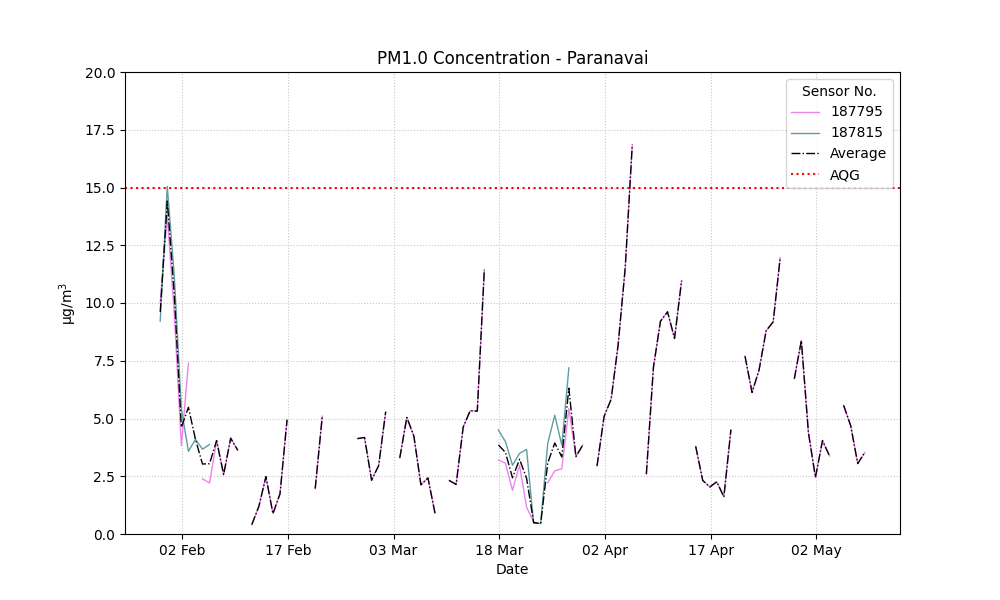 PM1.0 Concentration - Paranavai
20.0
17.5
15.0
12.5
10.0
7.5
5.0
2.5
0.0
µg/m³
Sensor No.
187795
187815
Average
AQG
02 Feb
17 Feb
03 Mar
18 Mar
02 Apr
17 Apr
02 May
Date